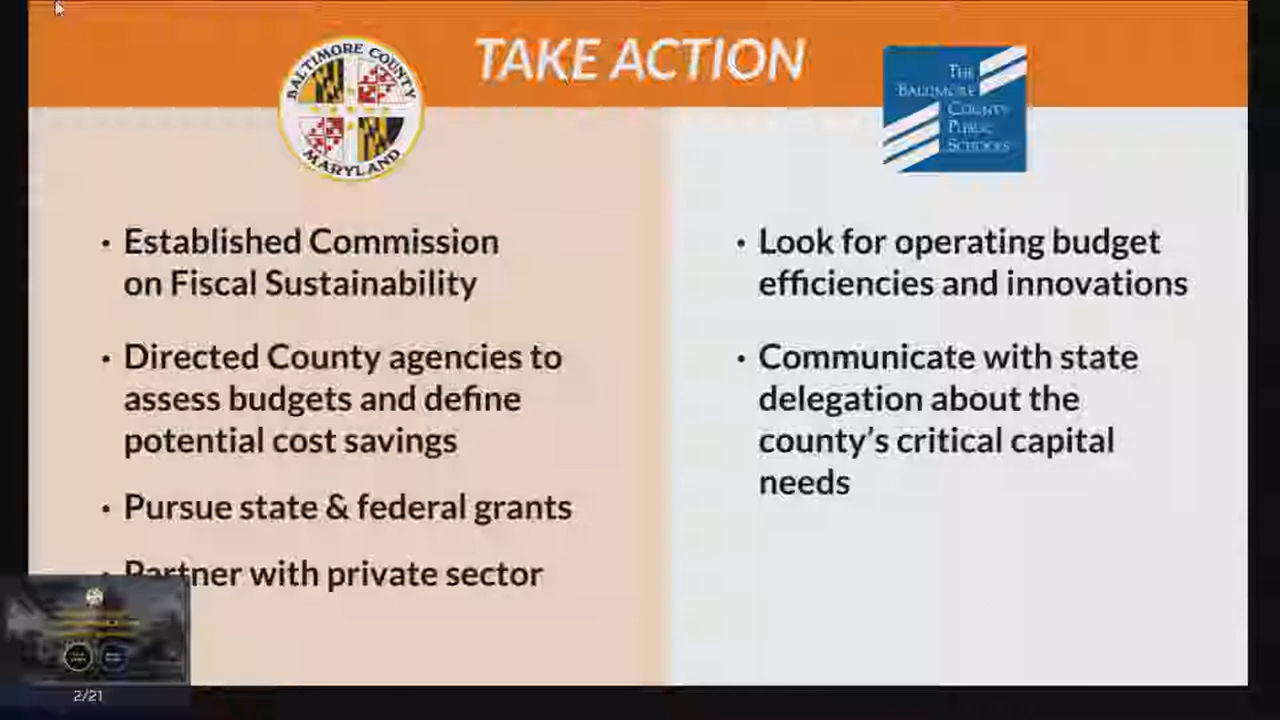 TAKE ACTION
BALTIMORE COUNTY
MARYLAND
• Established Commission
on Fiscal Sustainability
• Directed County agencies to
assess budgets and define
potential cost savings
• Pursue state & federal grants
• Partner with private sector
THE
BALTIMORE
COUNTY
PUBLIC
SCHOOLS
• Look for operating budget
efficiencies and innovations
• Communicate with state
delegation about the
county's critical capital
needs
2/21